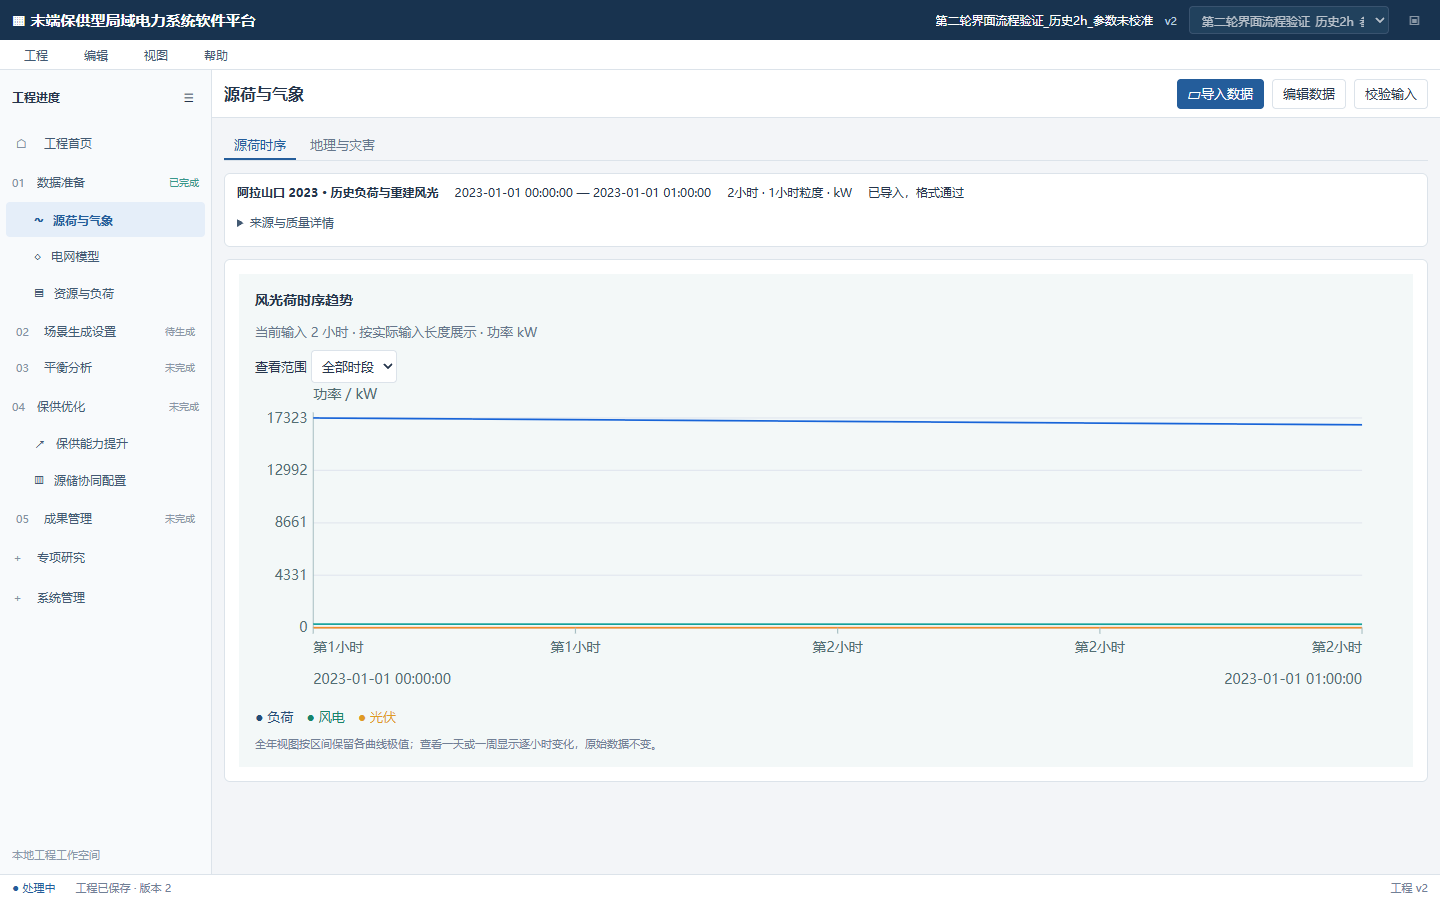 末端保供型局域电力系统软件平台
第二轮界面流程验证_历史2h_参数未校准 v2 第二轮界面流程验证_历史2h_
工程 编辑 视图 帮助
工程进度
工程首页
01 数据准备 已完成
源荷与气象
电网模型
资源与负荷
02 场景生成设置 待生成
03 平衡分析 未完成
04 保供优化 未完成
保供能力提升
源储协同配置
05 成果管理 未完成
+ 专项研究
+ 系统管理
本地工程工作空间
源荷与气象
导入数据 编辑数据 校验输入
源荷时序 地理与灾害
阿拉山口 2023・历史负荷与重建风光 2023-01-01 00:00:00 — 2023-01-01 01:00:00 2小时 · 1小时粒度 · kW 已导入，格式通过
来源与质量详情
风光荷时序趋势
当前输入 2 小时 · 按实际输入长度展示 · 功率 kW
查看范围 全部时段
功率 / kW
17323
12992
8661
4331
0
第1小时 第1小时 第2小时 第2小时 第2小时
2023-01-01 00:00:00 2023-01-01 01:00:00
负荷 风电 光伏
全年视图按区间保留各曲线极值；查看一天或一周显示逐小时变化，原始数据不变。
处理中 工程已保存 · 版本 2 工程 v2